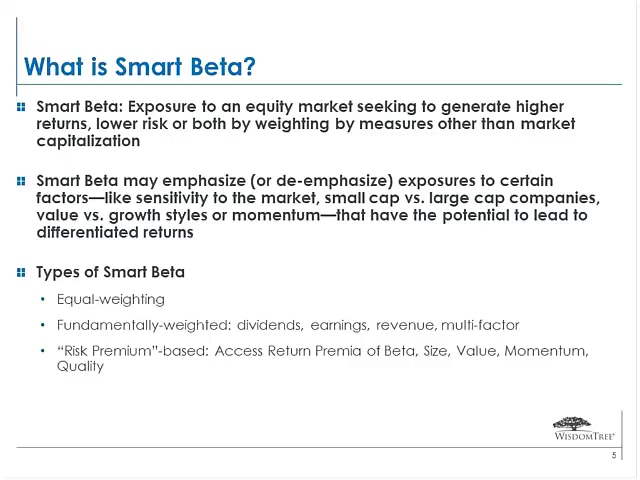 What is Smart Beta?
Smart Beta: Exposure to an equity market seeking to generate higher
returns, lower risk or both by weighting by measures other than market
capitalization
Smart Beta may emphasize (or de-emphasize) exposures to certain
factors—like sensitivity to the market, small cap vs. large cap companies,
value vs. growth styles or momentum—that have the potential to lead to
differentiated returns
Types of Smart Beta
• Equal-weighting
• Fundamentally-weighted: dividends, earnings, revenue, multi-factor
• “Risk Premium”-based: Access Return Premia of Beta, Size, Value, Momentum,
Quality
WISDOMTREE®
5